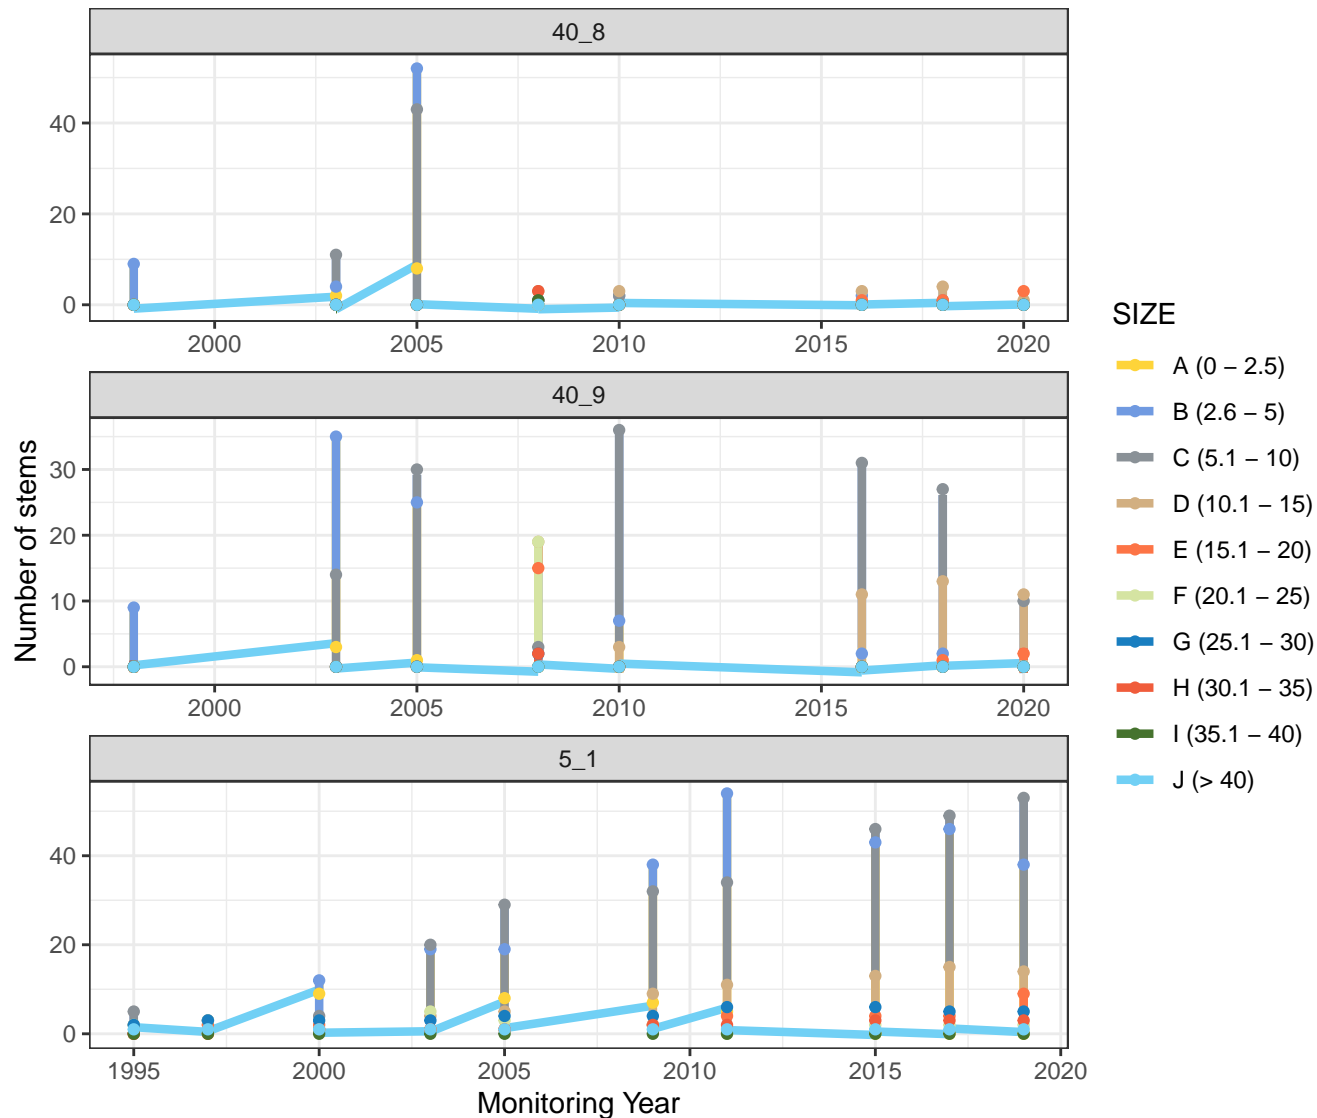 40_8
40
20
0
2000 2005 2010 2015 2020
40_9
30
20
10
0
2000 2005 2010 2015 2020
5_1
40
20
0
1995 2000 2005 2010 2015 2020
Monitoring Year
Number of stems
SIZE
A (0 − 2.5)
B (2.6 − 5)
C (5.1 − 10)
D (10.1 − 15)
E (15.1 − 20)
F (20.1 − 25)
G (25.1 − 30)
H (30.1 − 35)
I (35.1 − 40)
J (> 40)